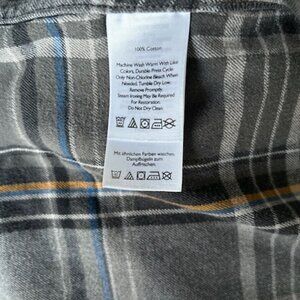 100% Cotton
Machine Wash Warm With Like
Colors, Durable Press Cycle
Only Non-Chlorine Bleach When
Needed. Tumble Dry Low.
Remove Promptly.
Steam Ironing May Be Required
For Restoration.
Do Not Dry Clean.
Mit ähnlichen Farben waschen.
Dampfbügeln zum
Auffrischen.